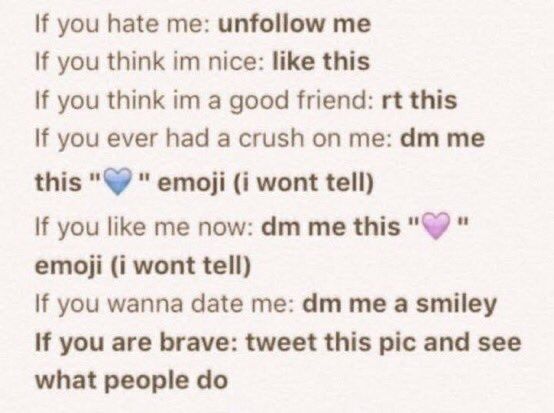 If you hate me: unfollow me
If you think im nice: like this
If you think im a good friend: rt this
If you ever had a crush on me: dm me
this "💙" emoji (i wont tell)
If you like me now: dm me this "💜"
emoji (i wont tell)
If you wanna date me: dm me a smiley
If you are brave: tweet this pic and see
what people do